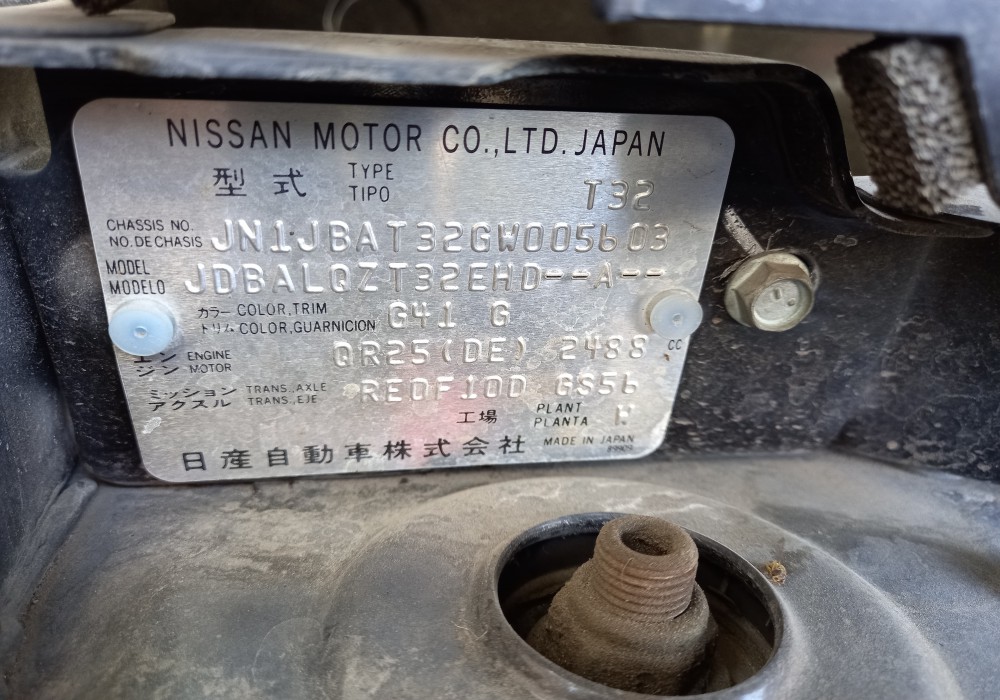 NISSAN MOTOR CO.,LTD. JAPAN
型式 TYPE T32
TIPO
CHASSIS NO. JN1JBAT32GW005603
NO. DE CHASIS
MODEL JDBALQZT32EHD--A--
MODELO
カラー COLOR,TRIM G41 G
トリム COLOR,GUARNICION
エンジン ENGINE QR25(DE) 2488 CC
MOTOR
ミッション TRANS.,AXLE RE0F10D GS56
アクスル TRANS.,EJE
工場 PLANT
PLANTA
日産自動車株式会社 MADE IN JAPAN